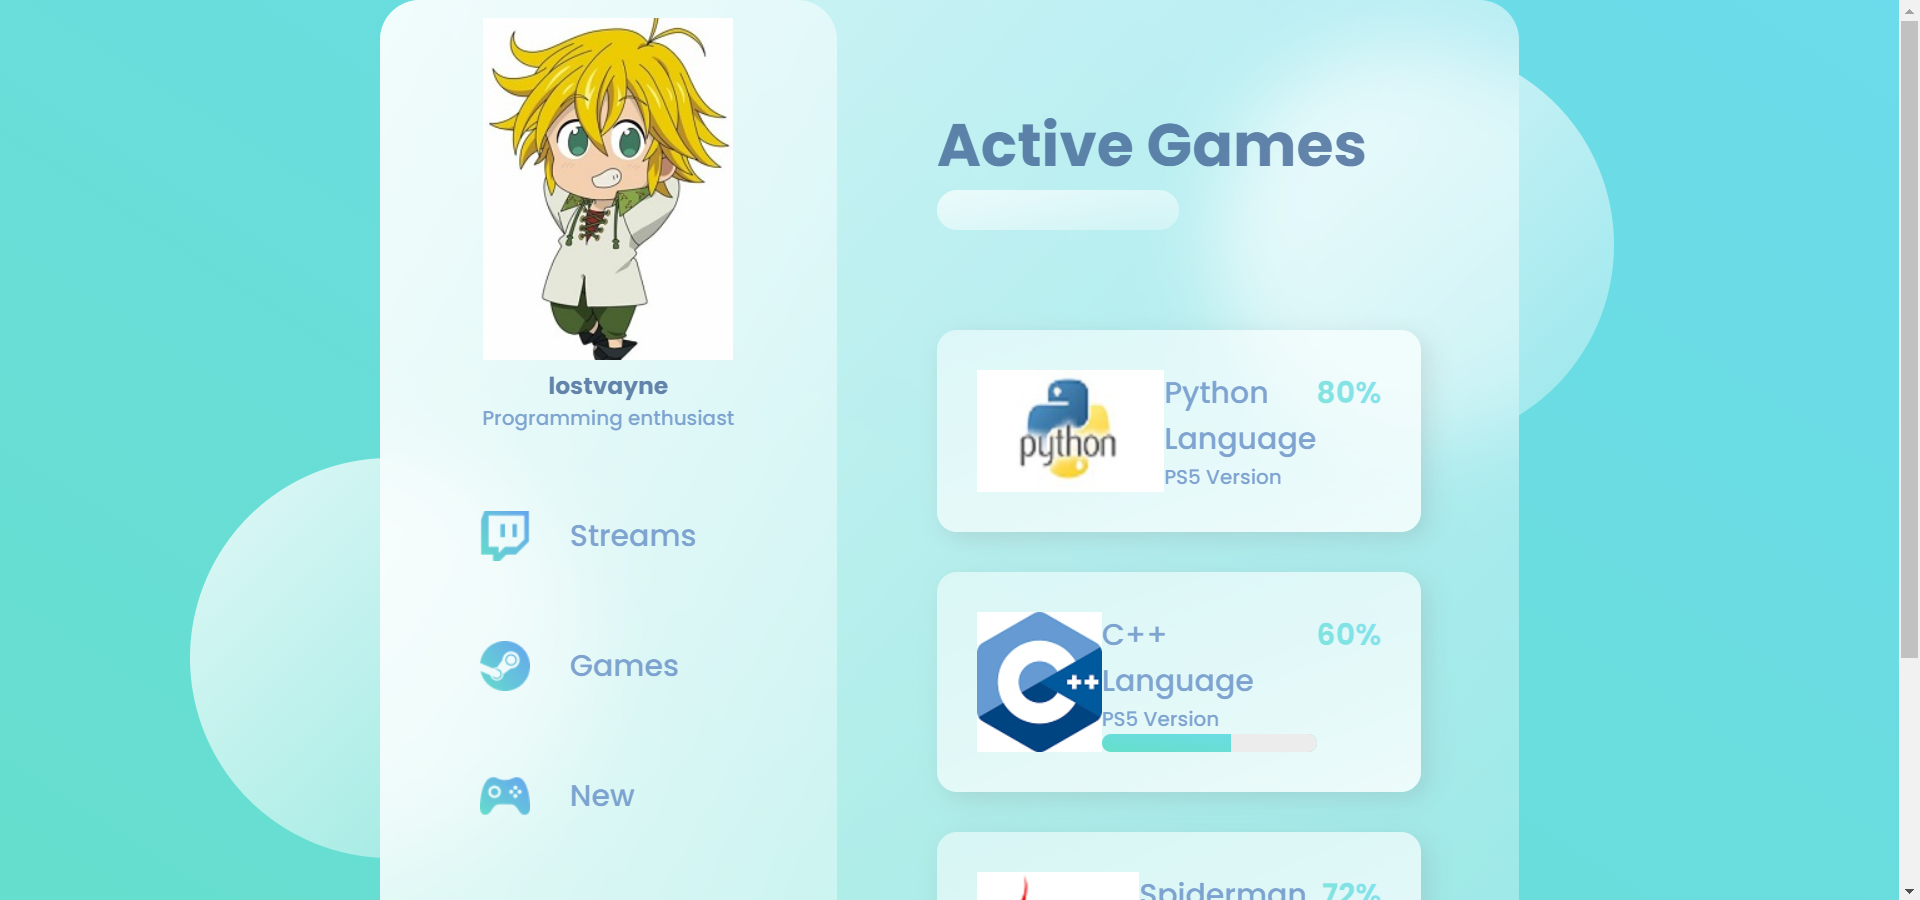 lostvayne
Programming enthusiast
Streams
Games
New
Active Games
python
Python
Language
80%
PS5 Version
C++
C++
Language
60%
PS5 Version
Spiderman
72%